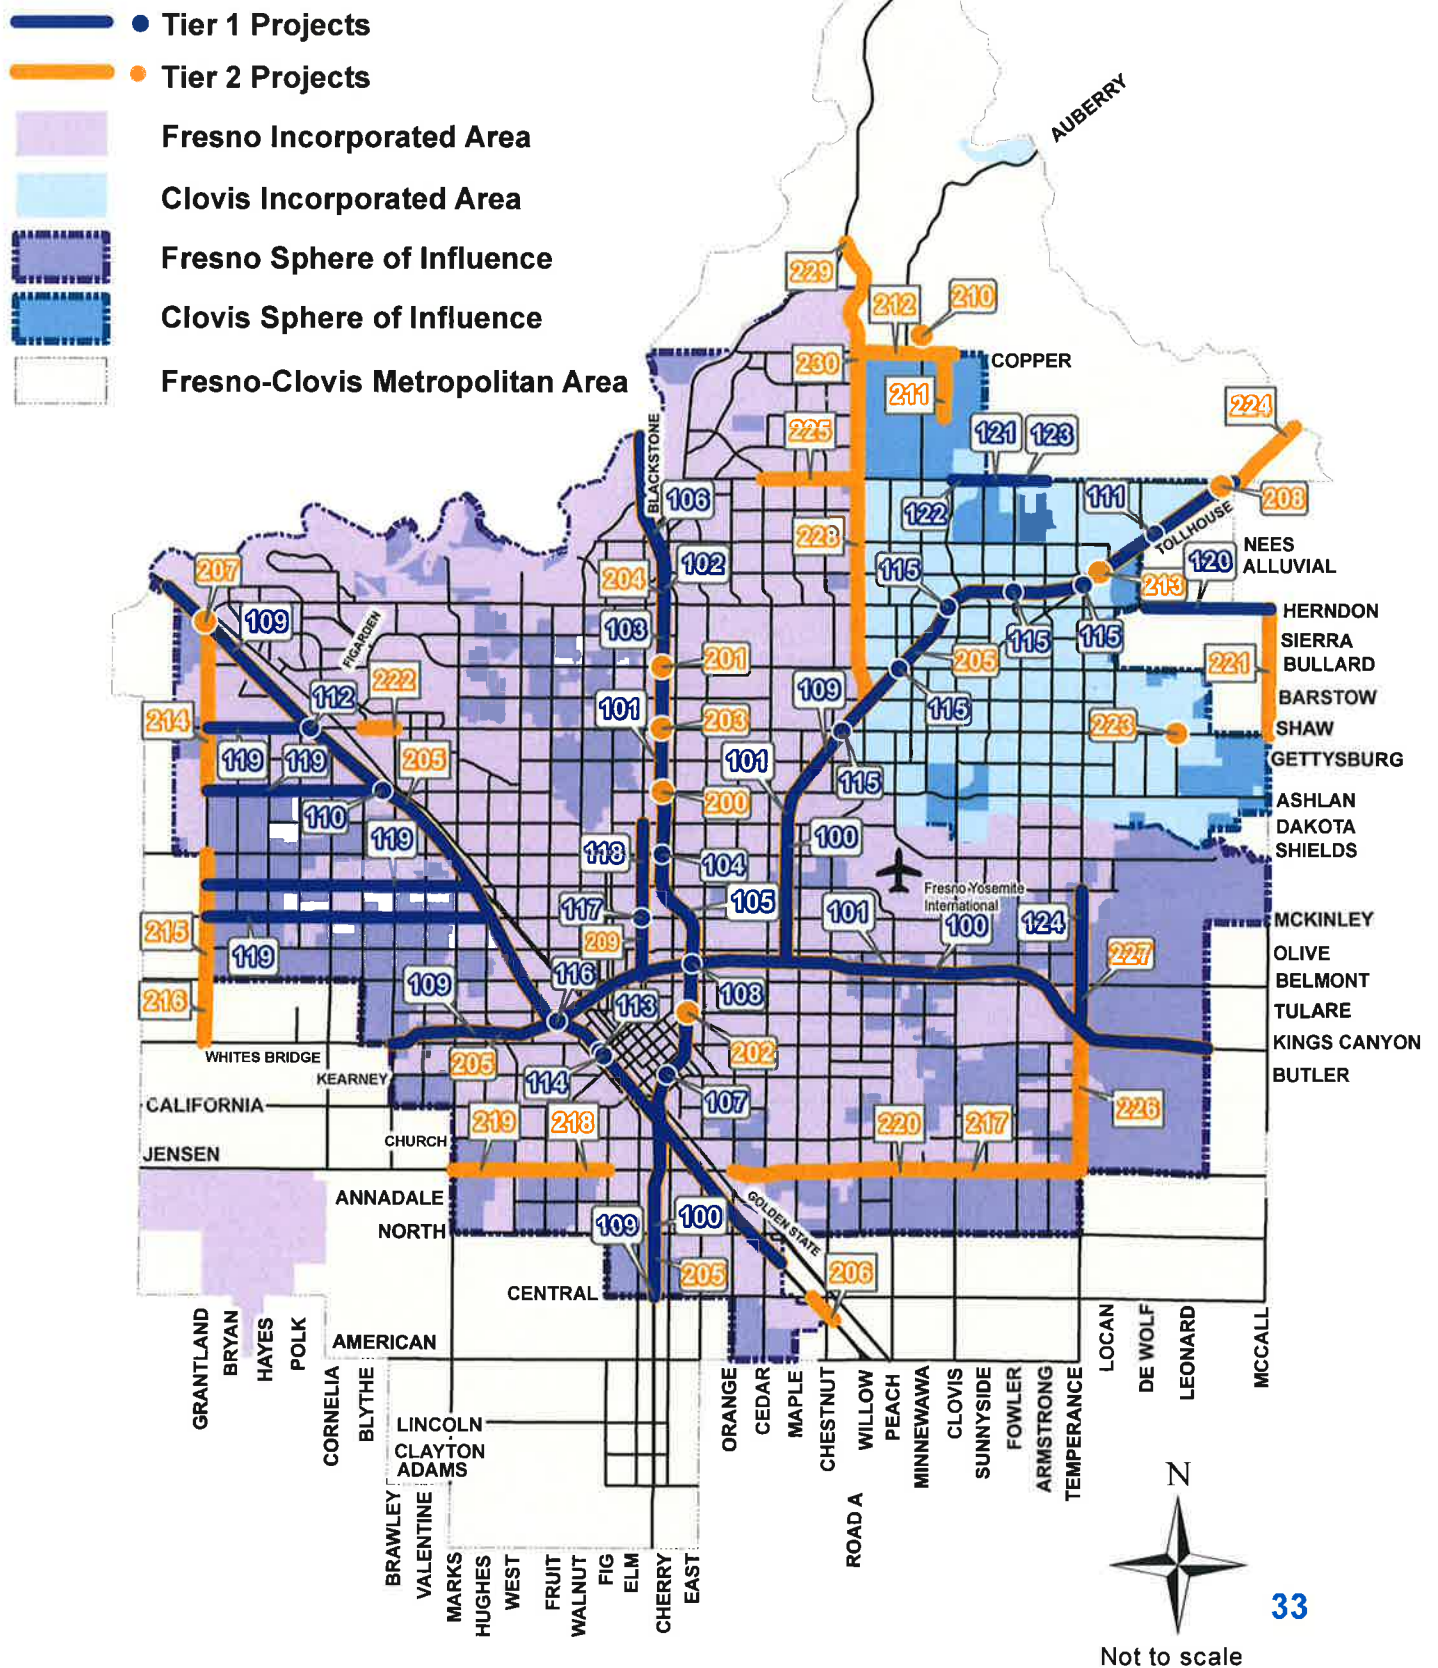 Tier 1 Projects
Tier 2 Projects
Fresno Incorporated Area
Clovis Incorporated Area
Fresno Sphere of Influence
Clovis Sphere of Influence
Fresno-Clovis Metropolitan Area
AUBERRY
229
212
210
230
COPPER
211
224
BLACKSTONE
225
121
123
106
122
111
208
TOLLHOUSE
228
NEES
207
204
102
115
213
120
ALLUVIAL
109
FIGARDEN
103
115
115
HERNDON
SIERRA
201
205
221
BULLARD
112
222
101
109
115
BARSTOW
214
203
223
SHAW
119
119
205
101
115
GETTYSBURG
200
ASHLAN
110
119
118
104
100
DAKOTA
SHIELDS
Fresno-Yosemite
International
117
105
101
100
124
MCKINLEY
215
209
119
227
OLIVE
109
116
108
BELMONT
216
113
TULARE
WHITES BRIDGE
205
202
KINGS CANYON
KEARNEY
114
BUTLER
CALIFORNIA
107
226
CHURCH
219
218
220
217
JENSEN
ANNADALE
GOLDEN STATE
NORTH
109
100
205
206
CENTRAL
AMERICAN
GRANTLAND
BRYAN
HAYES
POLK
CORNELIA
BLYTHE
LINCOLN
CLAYTON
ADAMS
ORANGE
CEDAR
MAPLE
CHESTNUT
WILLOW
PEACH
MINNEWAWA
CLOVIS
SUNNYSIDE
FOWLER
ARMSTRONG
TEMPERANCE
LOCAN
DE WOLF
LEONARD
MCCALL
ROAD A
BRAWLEY
VALENTINE
MARKS
HUGHES
WEST
FRUIT
WALNUT
FIG
ELM
CHERRY
EAST
N
33
Not to scale